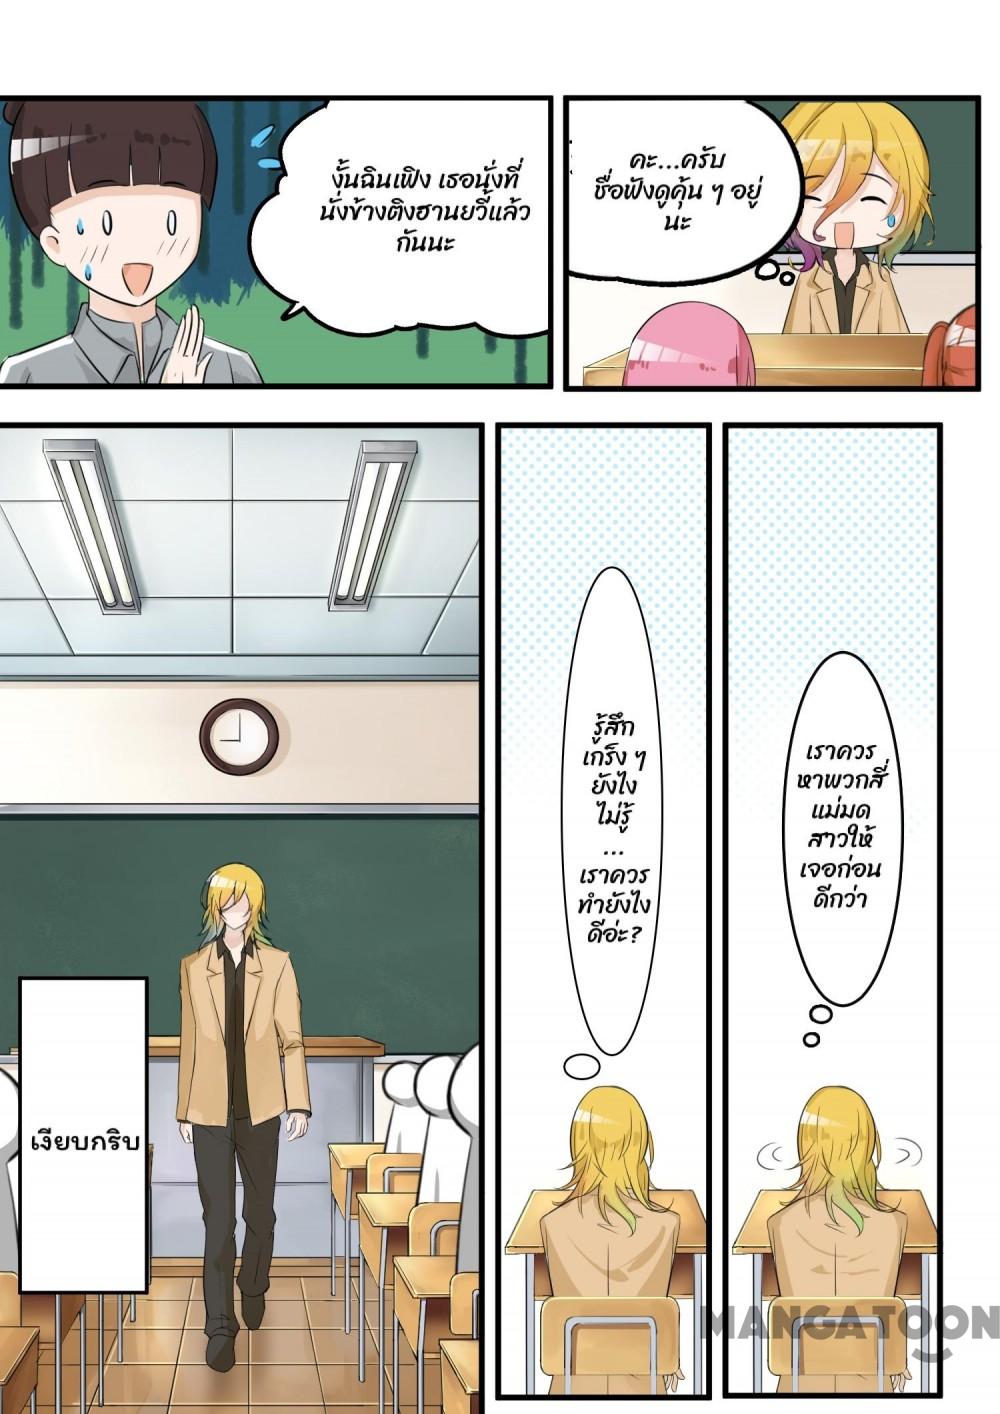 งั้นฉินเฟิง เธอนั่งที่
นั่งข้างติงฮานยวี้แล้ว
กันนะ
คะ...ครับ
ชื่อฟังดูคุ้น ๆ อยู่
นะ
เงียบกริบ
รู้สึก
เกร็ง ๆ
ยังไง
ไม่รู้
...
เราควร
ทำยังไง
ดีอ่ะ?
เราควร
หาพวกสี่
แม่มด
สาวให้
เจอก่อน
ดีกว่า
MANGATOON